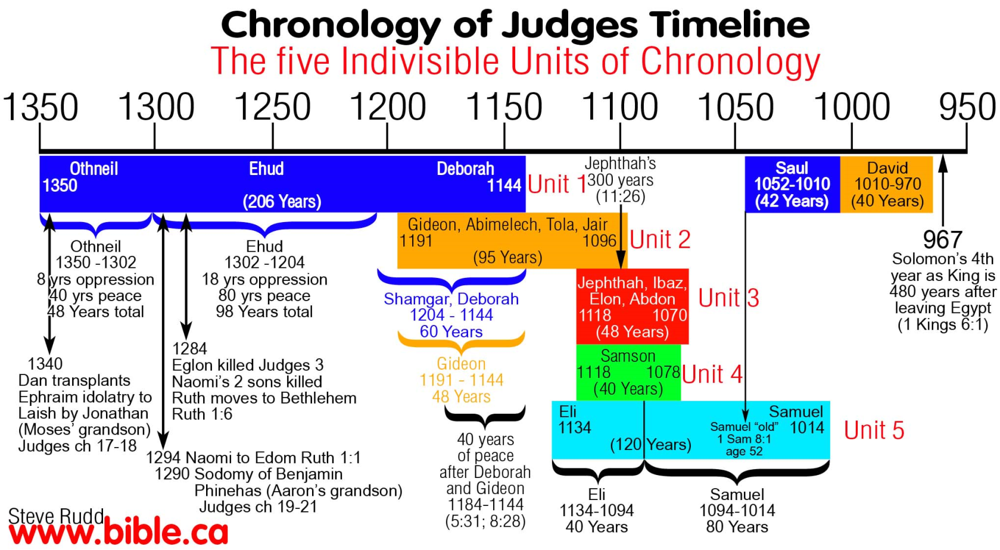 Chronology of Judges Timeline
The five Indivisible Units of Chronology
1350 1300 1250 1200 1150 1100 1050 1000 950
Othneil Ehud Deborah
1350 1144
(206 Years)
Unit 1
Jephthah's
300 years
(11:26)
Saul
1052-1010
(42 Years)
David
1010-970
(40 Years)
Gideon, Abimelech, Tola, Jair
1191 1096
(95 Years)
Unit 2
Othneil
1350 -1302
8 yrs oppression
40 yrs peace
48 Years total
Ehud
1302 -1204
18 yrs oppression
80 yrs peace
98 Years total
967
Solomon's 4th
year as King is
480 years after
leaving Egypt
(1 Kings 6:1)
Shamgar, Deborah
1204 - 1144
60 Years
Jephthah, Ibaz,
Elon, Abdon
1118 1070
(48 Years)
Unit 3
Gideon
1191 - 1144
48 Years
Samson
1118 1078
(40 Years)
Unit 4
1340
Dan transplants
Ephraim idolatry to
Laish by Jonathan
(Moses' grandson)
Judges ch 17-18
1284
Eglon killed Judges 3
Naomi's 2 sons killed
Ruth moves to Bethlehem
Ruth 1:6
1294 Naomi to Edom Ruth 1:1
1290 Sodomy of Benjamin
Phinehas (Aaron's grandson)
Judges ch 19-21
40 years
of peace
after Deborah
and Gideon
1184-1144
(5:31; 8:28)
Eli
1134
(120 Years)
Samuel "old"
1 Sam 8:1
age 52
Samuel
1014
Unit 5
Eli
1134-1094
40 Years
Samuel
1094-1014
80 Years
Steve Rudd
www.bible.ca